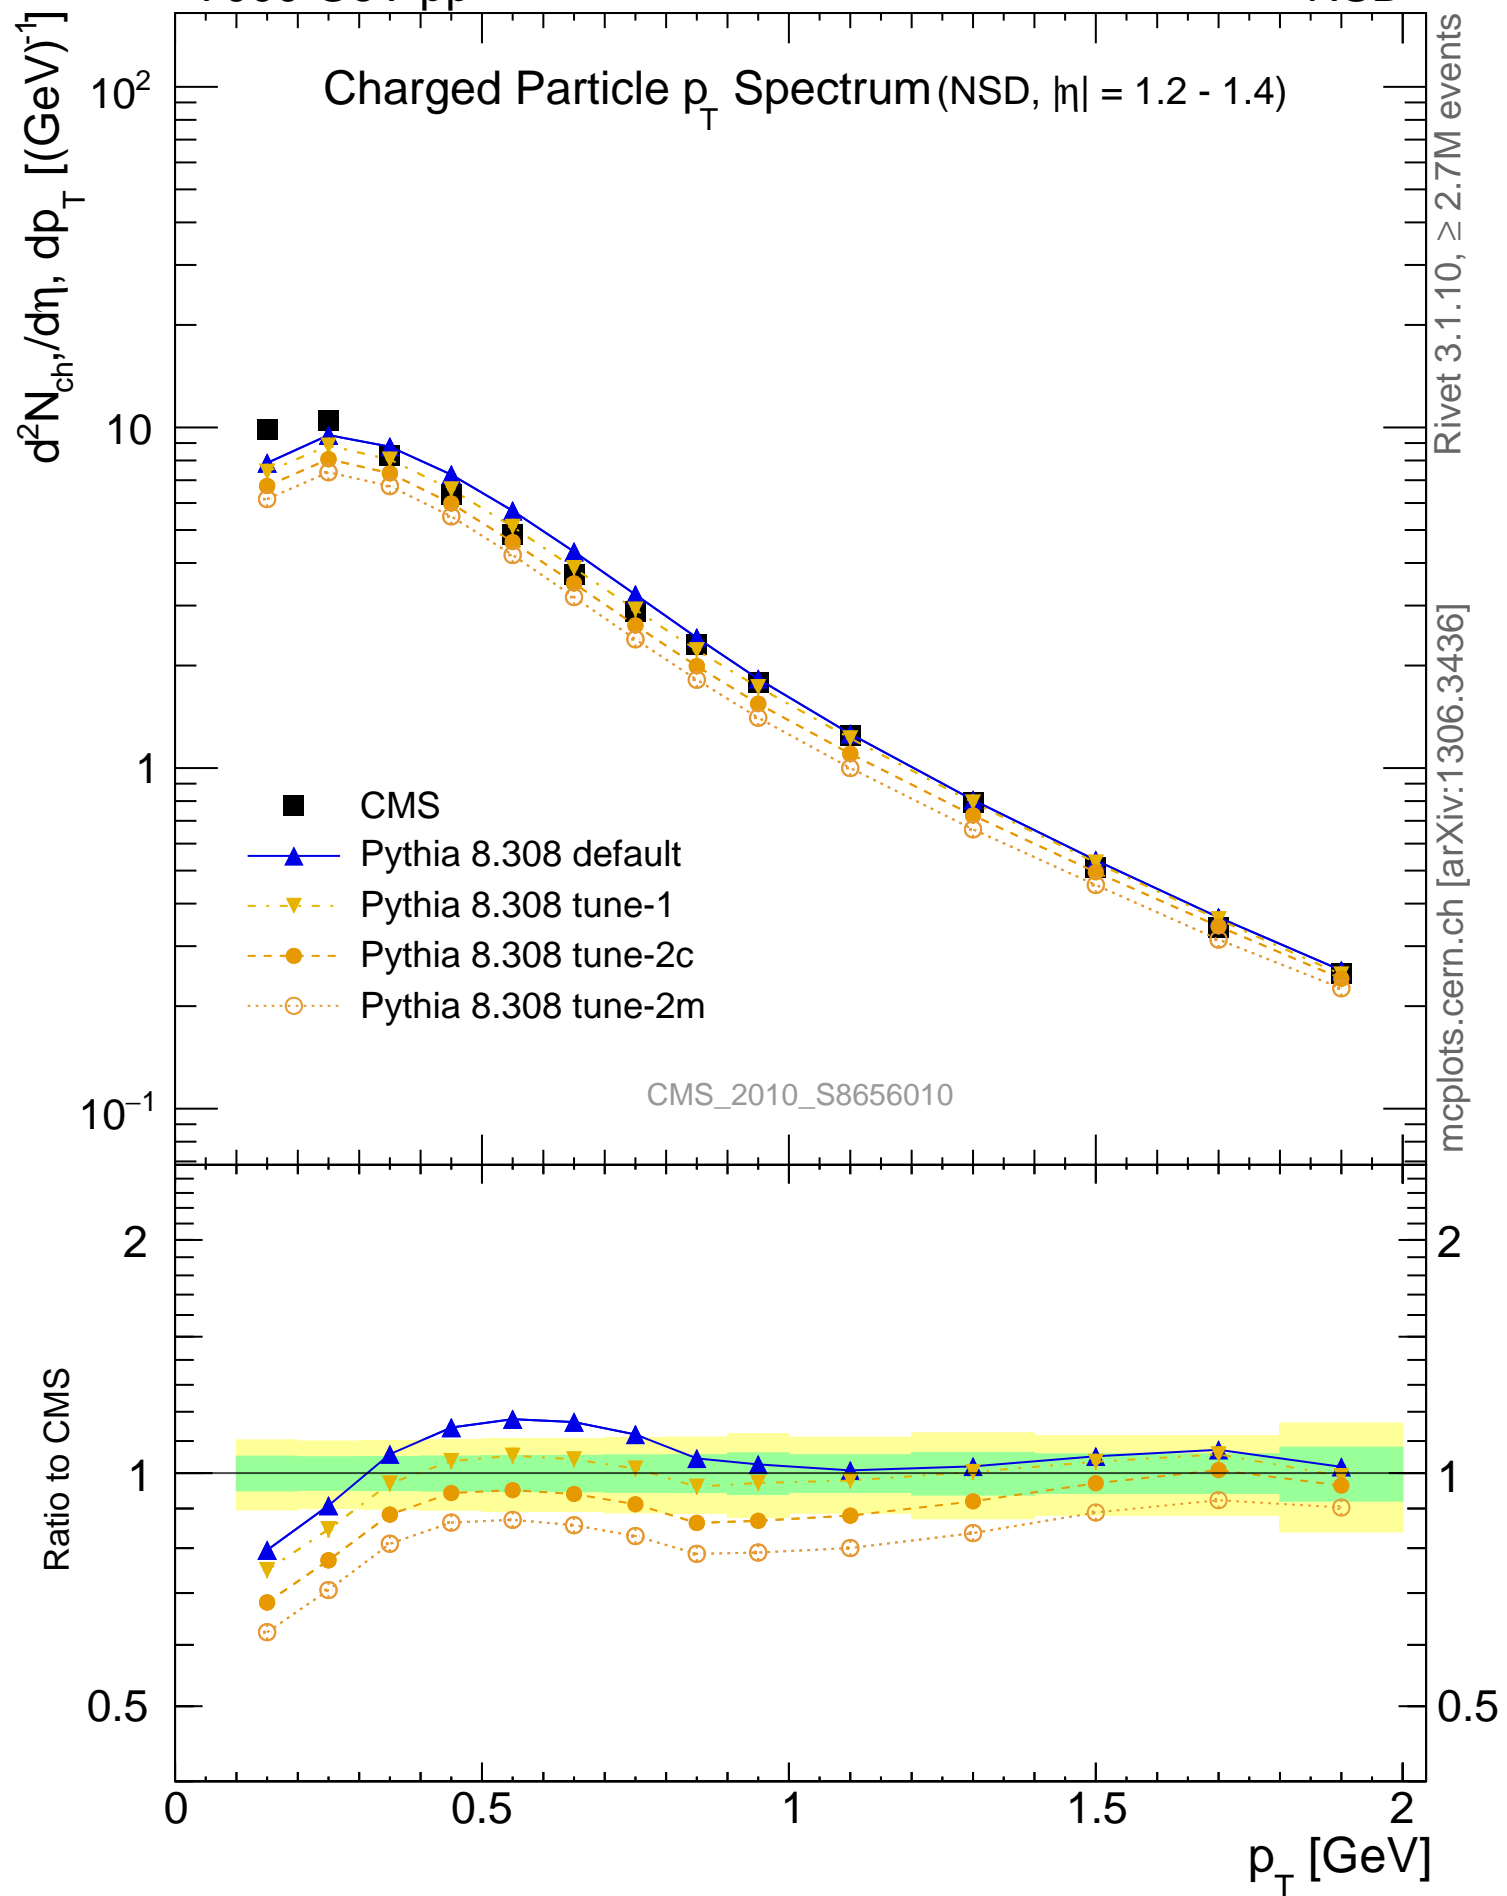 Charged Particle p_T Spectrum (NSD, |η| = 1.2 - 1.4)
d²N_ch,/dη, dp_T [(GeV)⁻¹]
10²
10
1
10⁻¹
CMS
Pythia 8.308 default
Pythia 8.308 tune-1
Pythia 8.308 tune-2c
Pythia 8.308 tune-2m
CMS_2010_S8656010
Rivet 3.1.10, ≥ 2.7M events
mcplots.cern.ch [arXiv:1306.3436]
Ratio to CMS
2
1
0.5
2
1
0.5
0
0.5
1
1.5
2
p_T [GeV]